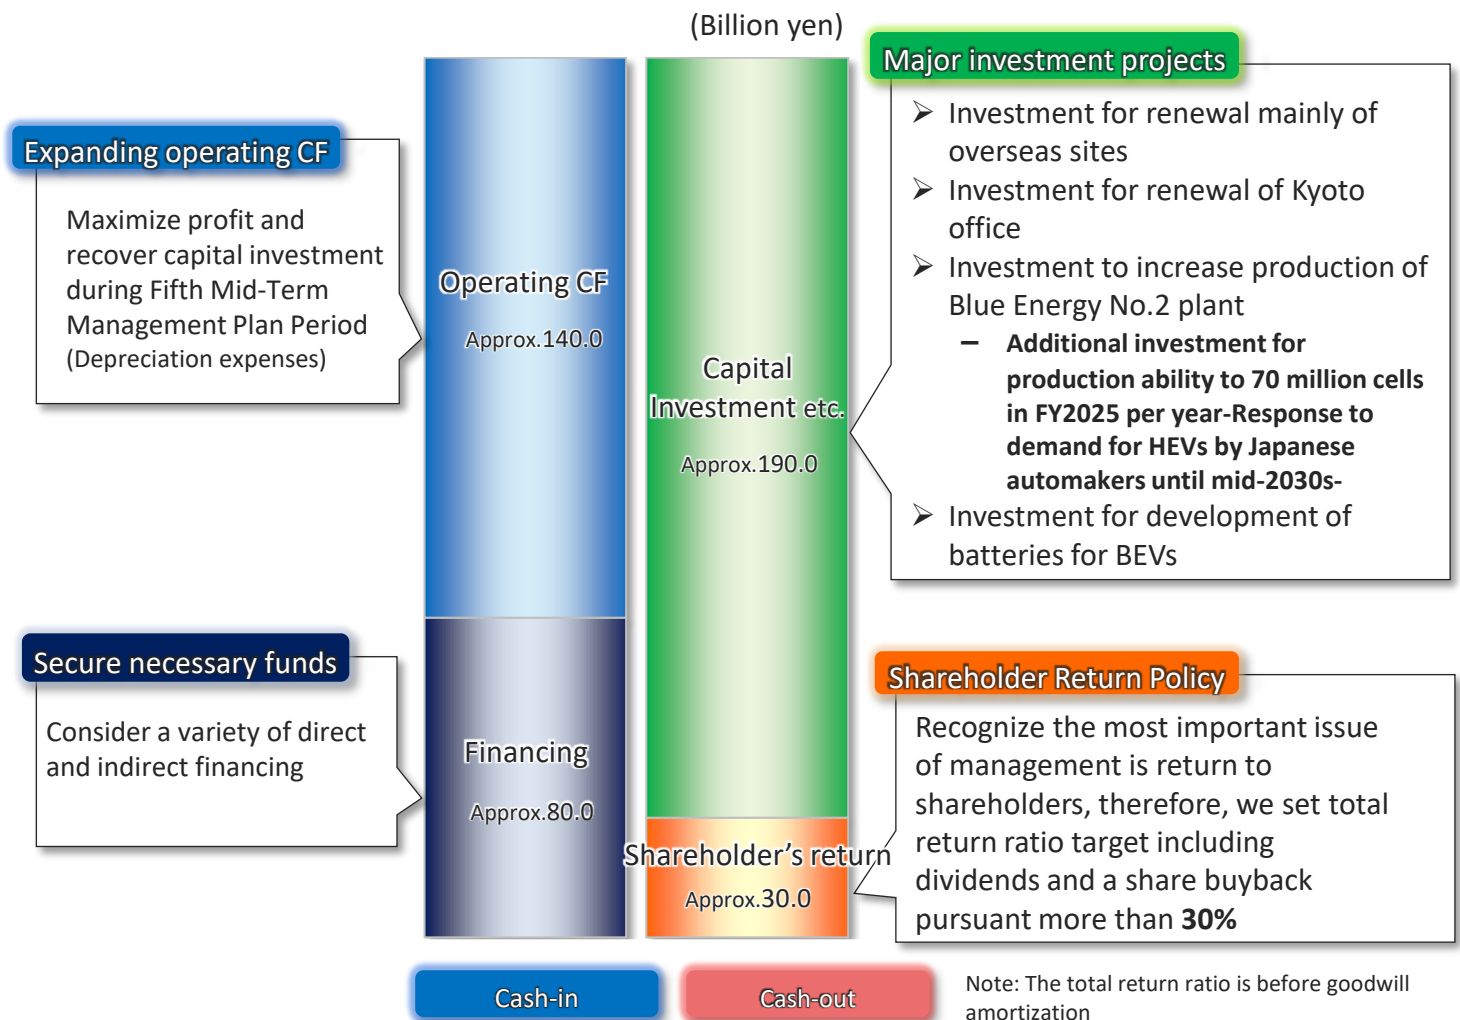 (Billion yen)
Expanding operating CF
Maximize profit and
recover capital investment
during Fifth Mid-Term
Management Plan Period
(Depreciation expenses)
Secure necessary funds
Consider a variety of direct
and indirect financing
Operating CF
Approx.140.0
Financing
Approx.80.0
Capital
Investment etc.
Approx.190.0
Shareholder’s return
Approx.30.0
Major investment projects
➢ Investment for renewal mainly of
overseas sites
➢ Investment for renewal of Kyoto
office
➢ Investment to increase production of
Blue Energy No.2 plant
– Additional investment for
production ability to 70 million cells
in FY2025 per year-Response to
demand for HEVs by Japanese
automakers until mid-2030s-
➢ Investment for development of
batteries for BEVs
Shareholder Return Policy
Recognize the most important issue
of management is return to
shareholders, therefore, we set total
return ratio target including
dividends and a share buyback
pursuant more than 30%
Cash-in
Cash-out
Note: The total return ratio is before goodwill
amortization